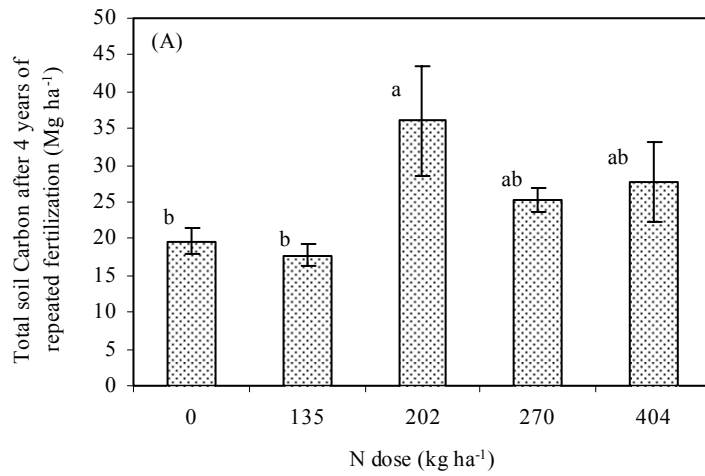 Total soil Carbon after 4 years of
repeated fertilization (Mg ha-1)
50
45
40
35
30
25
20
15
10
5
0
(A)
b
b
a
ab
ab
0 135 202 270 404
N dose (kg ha-1)